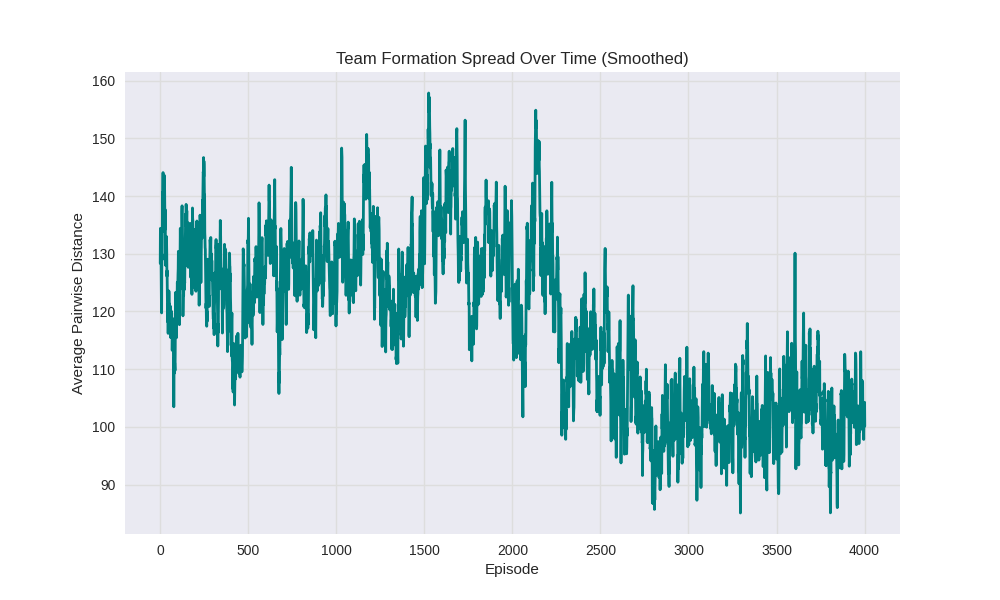 Team Formation Spread Over Time (Smoothed)
Average Pairwise Distance
160
150
140
130
120
110
100
90
0 500 1000 1500 2000 2500 3000 3500 4000
Episode